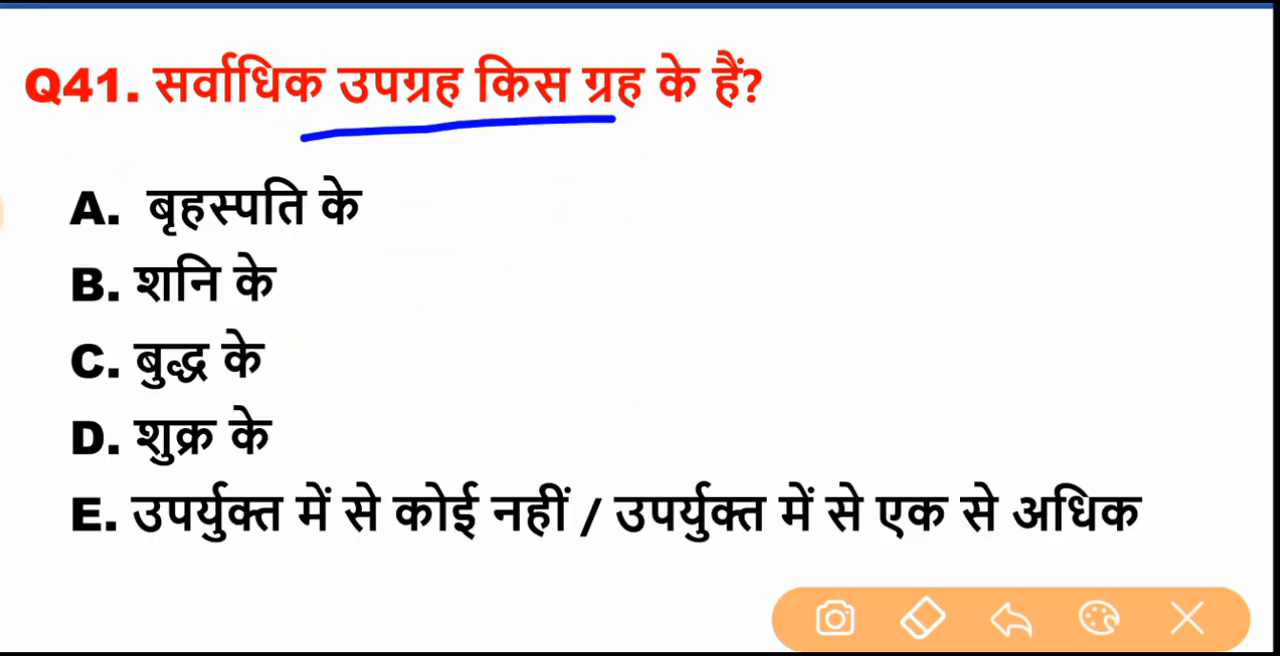 Q41. सर्वाधिक उपग्रह किस ग्रह के हैं?
A. बृहस्पति के
B. शनि के
C. बुद्ध के
D. शुक्र के
E. उपर्युक्त में से कोई नहीं / उपर्युक्त में से एक से अधिक